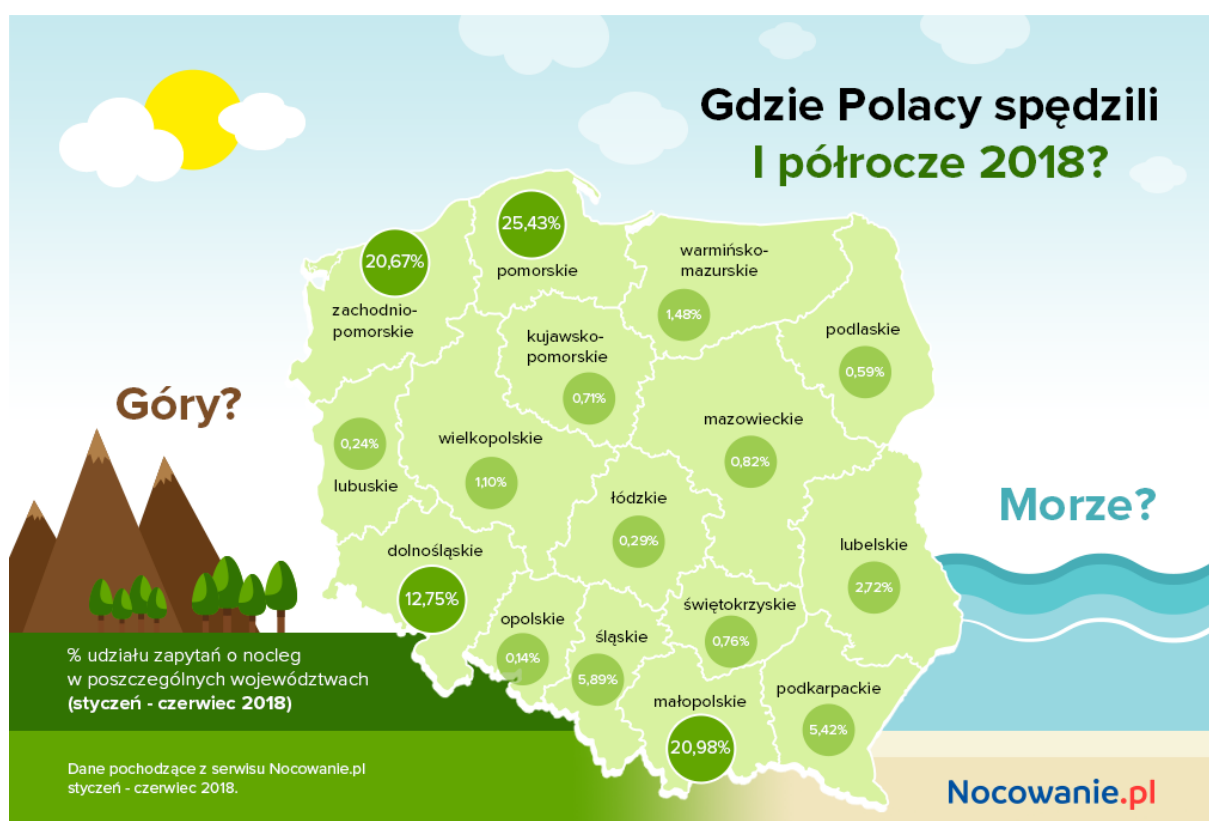 Gdzie Polacy spędzili
I półrocze 2018?
25,43%
pomorskie
20,67%
zachodnio-
pomorskie
warmińsko-
mazurskie
1,48%
podlaskie
0,59%
kujawsko-
pomorskie
0,71%
Góry?
0,24%
lubuskie
wielkopolskie
1,10%
mazowieckie
0,82%
łódzkie
0,29%
Morze?
dolnośląskie
12,75%
lubelskie
2,72%
opolskie
0,14%
śląskie
5,89%
świętokrzyskie
0,76%
małopolskie
20,98%
podkarpackie
5,42%
% udziału zapytań o nocleg
w poszczególnych województwach
(styczeń - czerwiec 2018)
Dane pochodzące z serwisu Nocowanie.pl
styczeń - czerwiec 2018.
Nocowanie.pl